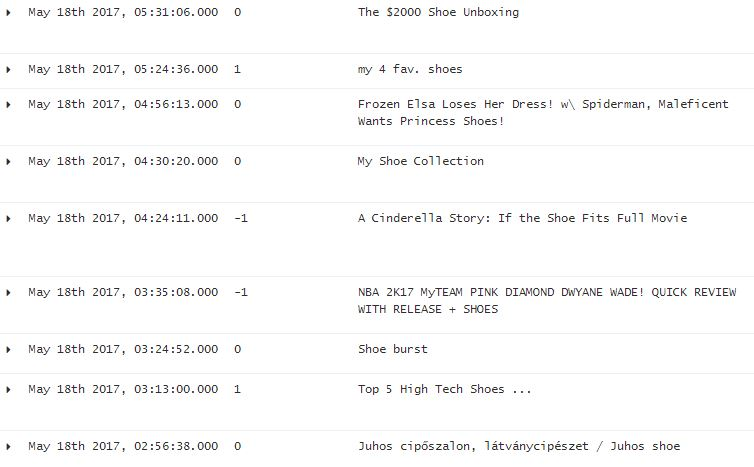 May 18th 2017, 05:31:06.000 0 The $2000 Shoe Unboxing
May 18th 2017, 05:24:36.000 1 my 4 fav. shoes
May 18th 2017, 04:56:13.000 0 Frozen Elsa Loses Her Dress! w\ Spiderman, Maleficent
Wants Princess Shoes!
May 18th 2017, 04:30:20.000 0 My Shoe Collection
May 18th 2017, 04:24:11.000 -1 A Cinderella Story: If the Shoe Fits Full Movie
May 18th 2017, 03:35:08.000 -1 NBA 2K17 MyTEAM PINK DIAMOND DWYANE WADE! QUICK REVIEW
WITH RELEASE + SHOES
May 18th 2017, 03:24:52.000 0 Shoe burst
May 18th 2017, 03:13:00.000 1 Top 5 High Tech Shoes ...
May 18th 2017, 02:56:38.000 0 Juhos cipőszalon, látványcipészet / Juhos shoe